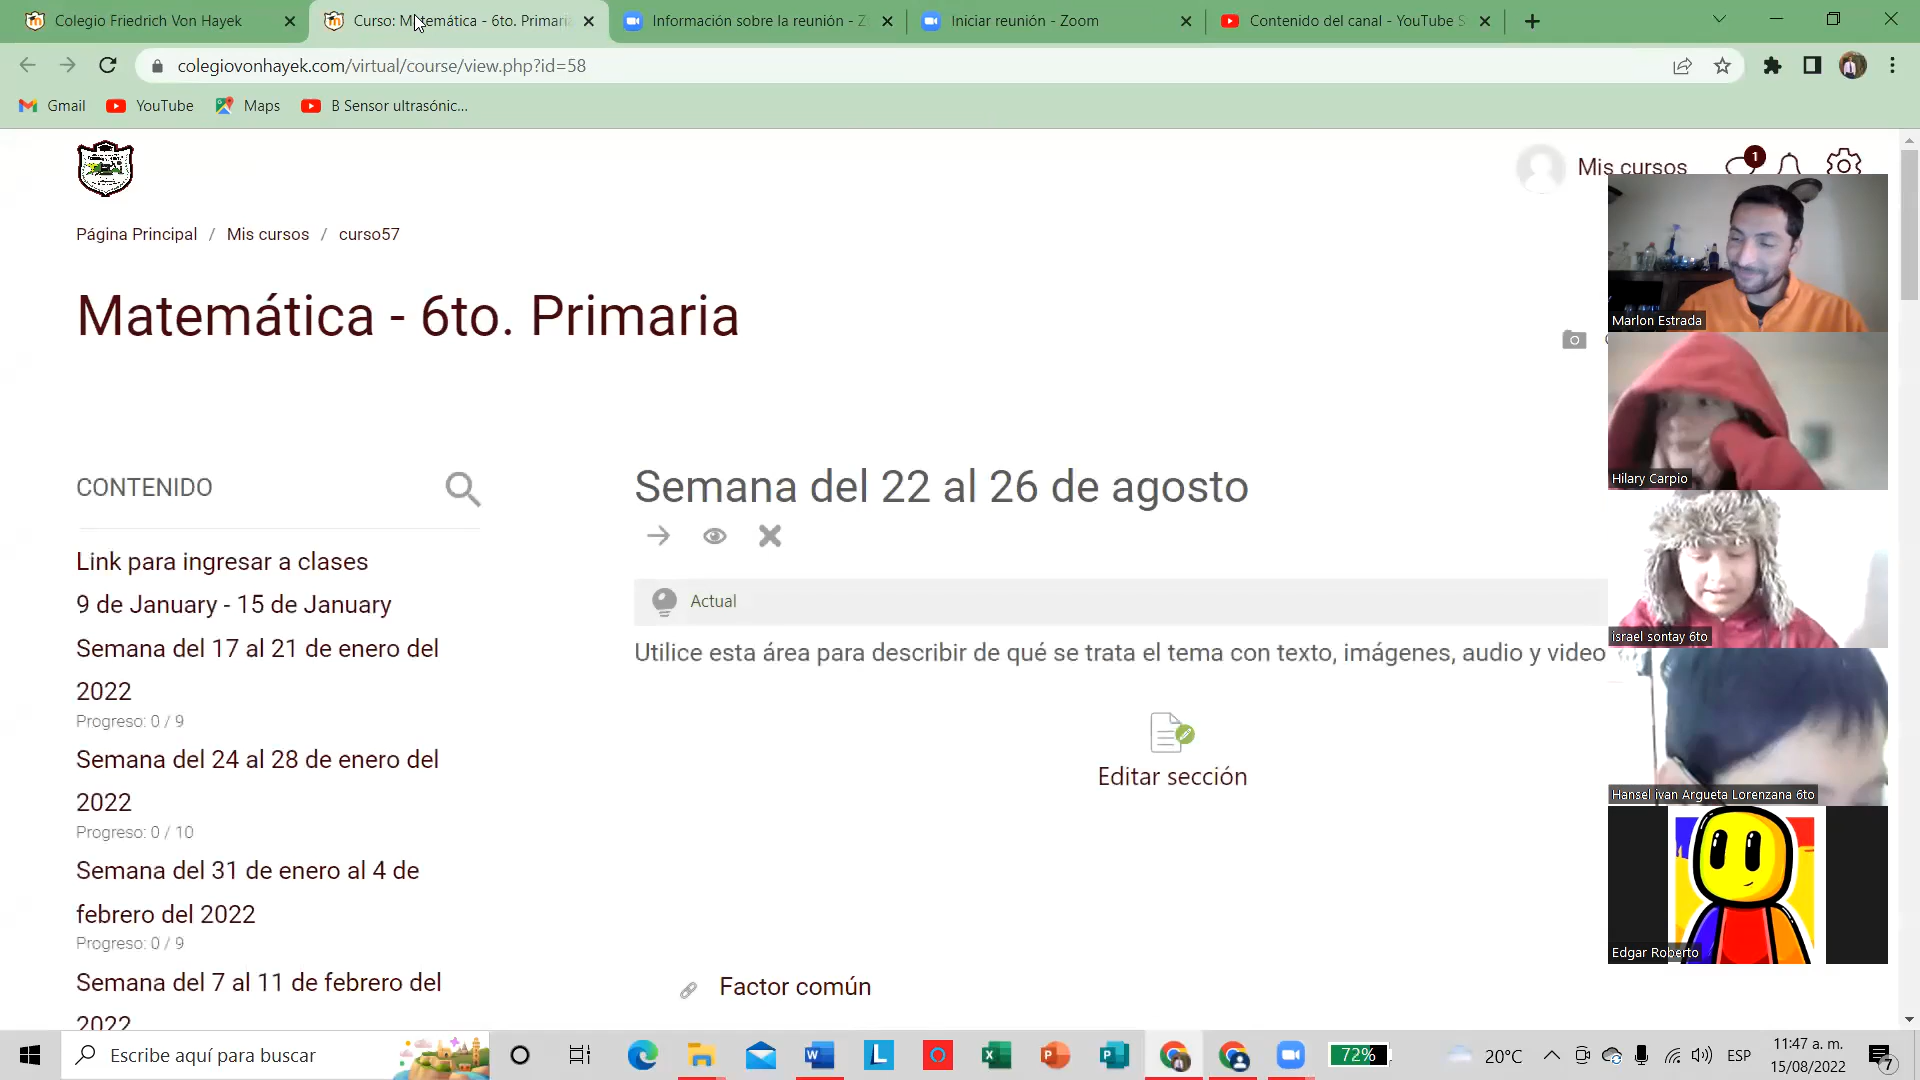 Colegio Friedrich Von Hayek
Curso: Matemática - 6to. Primari
Información sobre la reunión - Z
Iniciar reunión - Zoom
Contenido del canal - YouTube S
colegiovonhayek.com/virtual/course/view.php?id=58
Gmail
YouTube
Maps
B Sensor ultrasónic...
Mis cursos
1
Página Principal / Mis cursos / curso57
Matemática - 6to. Primaria
Marlon Estrada
CONTENIDO
Link para ingresar a clases
9 de January - 15 de January
Semana del 17 al 21 de enero del
2022
Progreso: 0 / 9
Semana del 24 al 28 de enero del
2022
Progreso: 0 / 10
Semana del 31 de enero al 4 de
febrero del 2022
Progreso: 0 / 9
Semana del 7 al 11 de febrero del
2022
Semana del 22 al 26 de agosto
Actual
Utilice esta área para describir de qué se trata el tema con texto, imágenes, audio y video
Editar sección
Factor común
Hilary Carpio
israel sontay 6to
Hansel ivan Argueta Lorenzana 6to
Edgar Roberto
Escribe aquí para buscar
72%
20°C
ESP
11:47 a. m.
15/08/2022
7